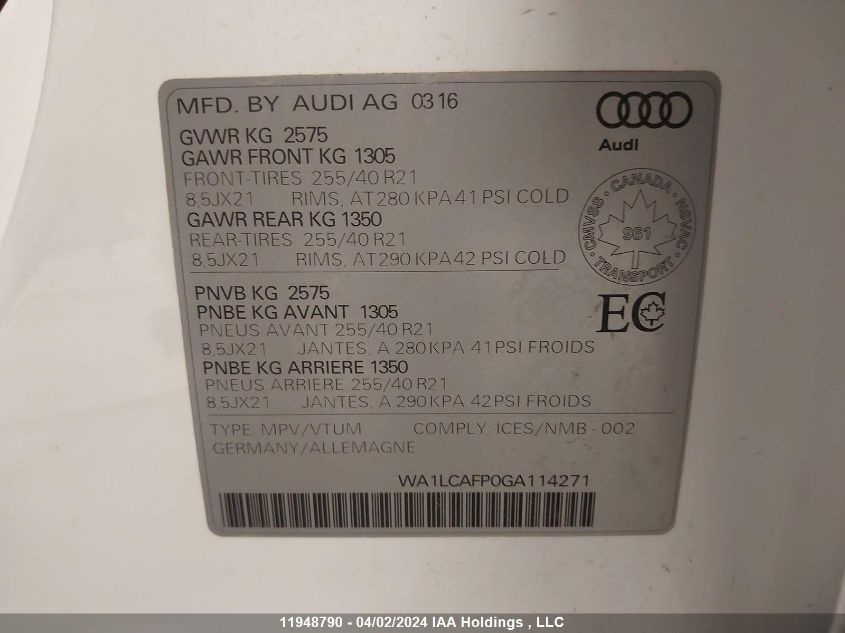 MFD. BY AUDI AG 0316
Audi
GVWR KG 2575
GAWR FRONT KG 1305
FRONT-TIRES 255/40 R21
8,5JX21 RIMS, AT 280 KPA 41 PSI COLD
GAWR REAR KG 1350
REAR-TIRES 255/40 R21
8,5JX21 RIMS, AT 290 KPA 42 PSI COLD
CANADA
CMVSS NSVAC
961
TRANSPORT
PNVB KG 2575
PNBE KG AVANT 1305
PNEUS AVANT 255/40 R21
8,5JX21 JANTES, A 280 KPA 41 PSI FROIDS
EC
PNBE KG ARRIERE 1350
PNEUS ARRIERE 255/40 R21
8,5JX21 JANTES, A 290 KPA 42 PSI FROIDS
TYPE: MPV/VTUM COMPLY: ICES/NMB - 002
GERMANY/ALLEMAGNE
WA1LCAFP0GA114271
11948790 - 04/02/2024 IAA Holdings , LLC